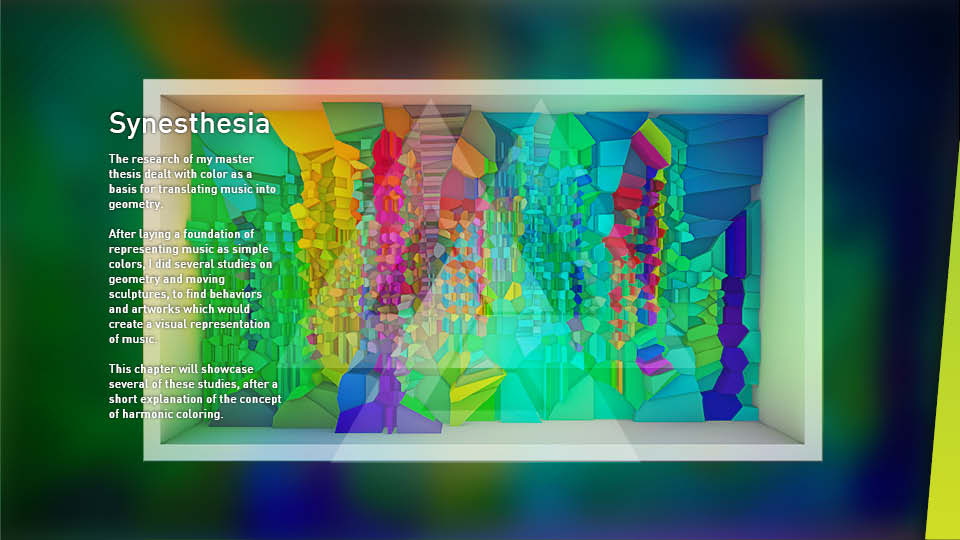 Synesthesia
The research of my master
thesis dealt with color as a
basis for translating music into
geometry.
After laying a foundation of
representing music as simple
colors, I did several studies on
geometry and moving
sculptures, to find behaviors
and artworks which would
create a visual representation
of music.
This chapter will showcase
several of these studies, after a
short explanation of the concept
of harmonic coloring.